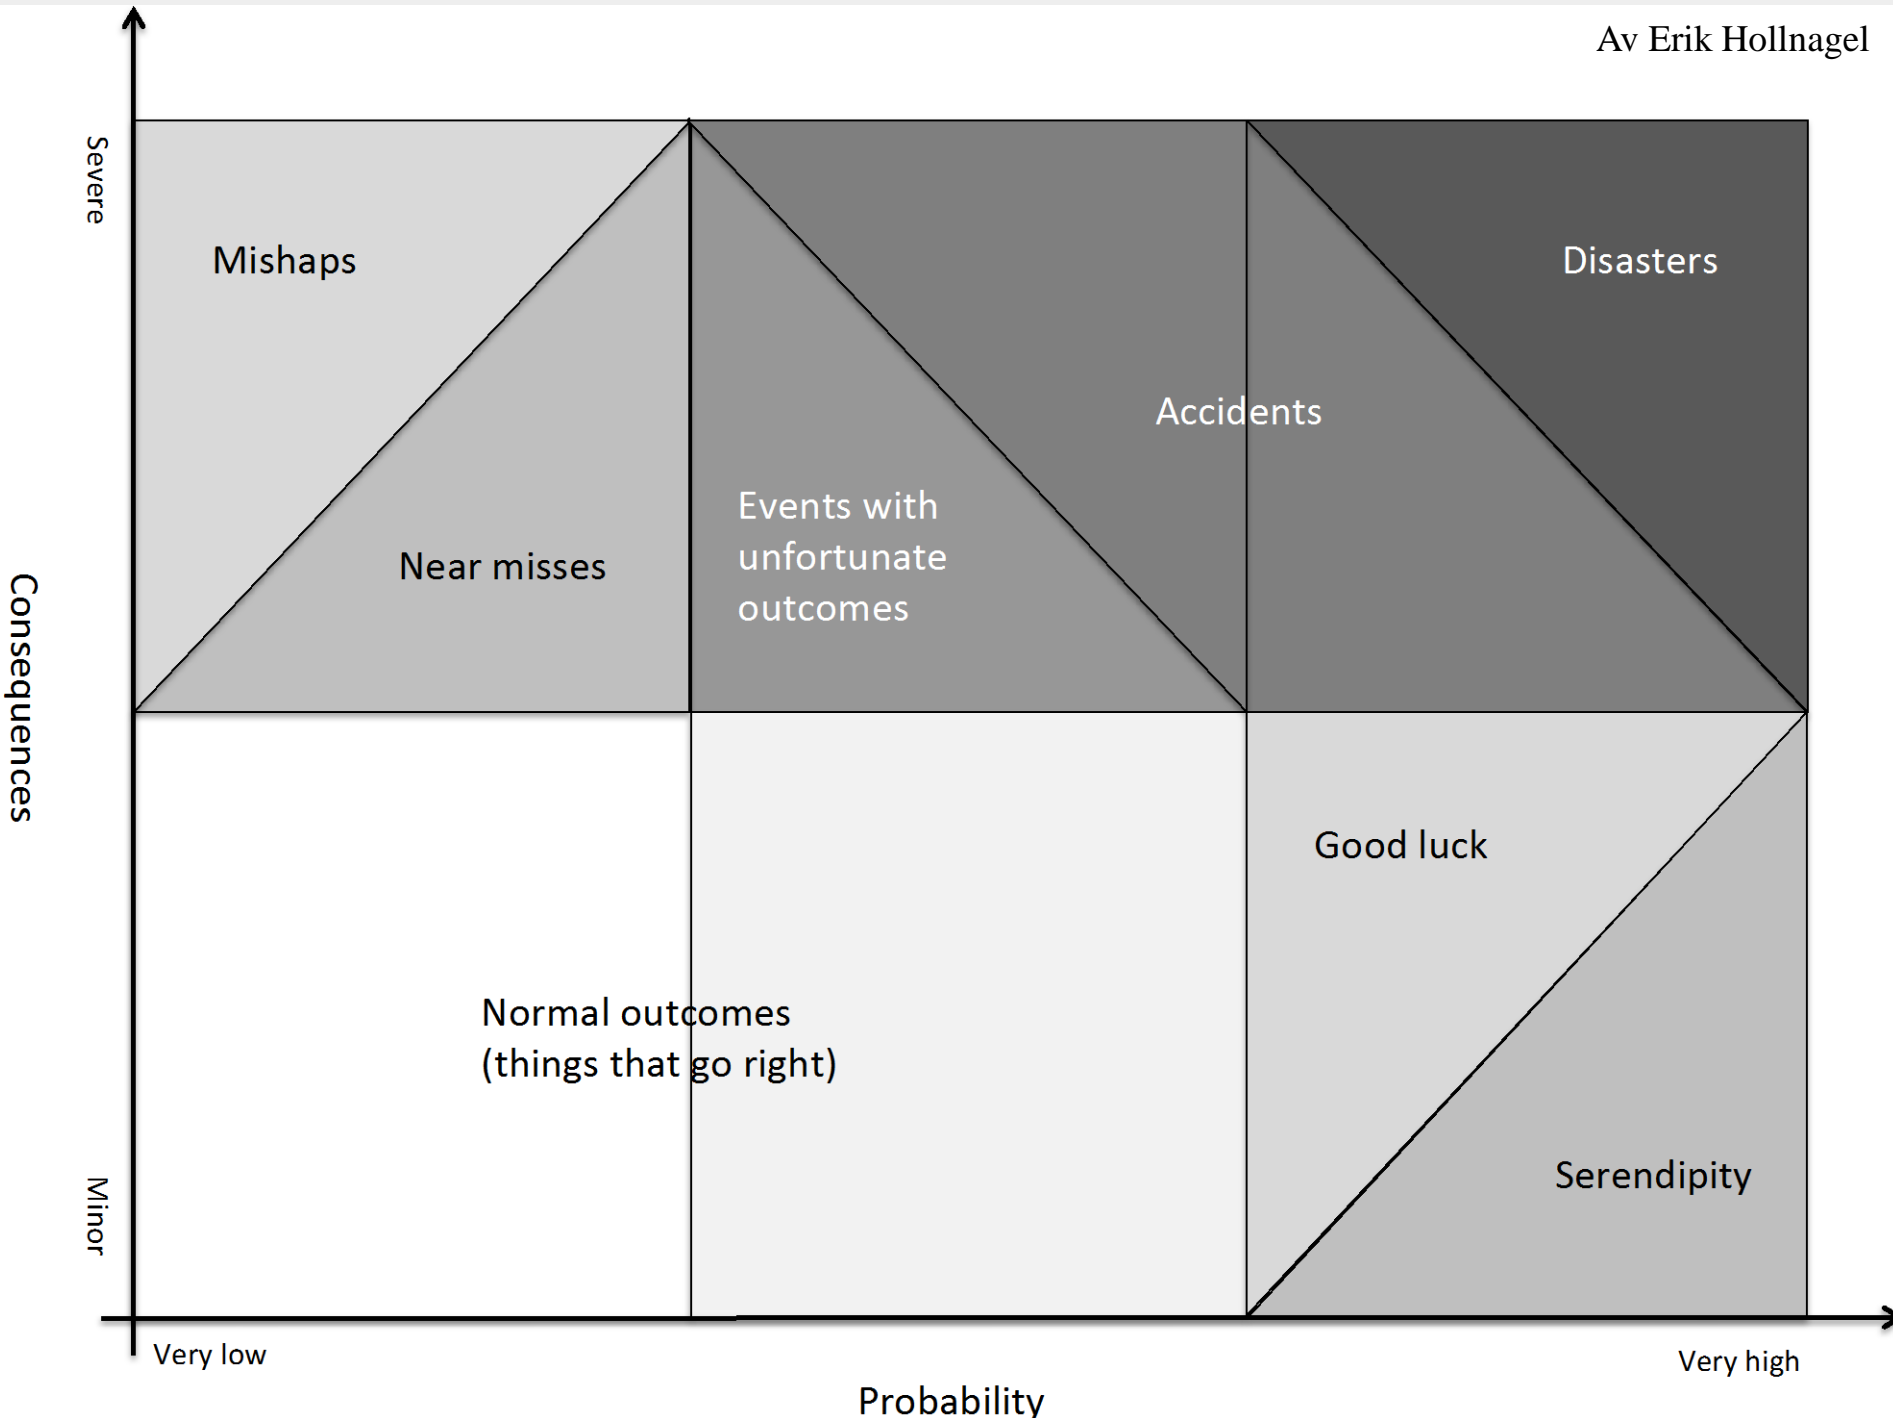 Av Erik Hollnagel
Severe
Mishaps
Disasters
Accidents
Events with
unfortunate
outcomes
Near misses
Consequences
Good luck
Normal outcomes
(things that go right)
Serendipity
Minor
Very low
Very high
Probability